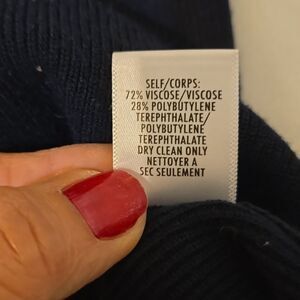 SELF/CORPS:
72% VISCOSE/VISCOSE
28% POLYBUTYLENE
TEREPHTHALATE/
POLYBUTYLENE
TEREPHTHALATE
DRY CLEAN ONLY
NETTOYER A
SEC SEULEMENT